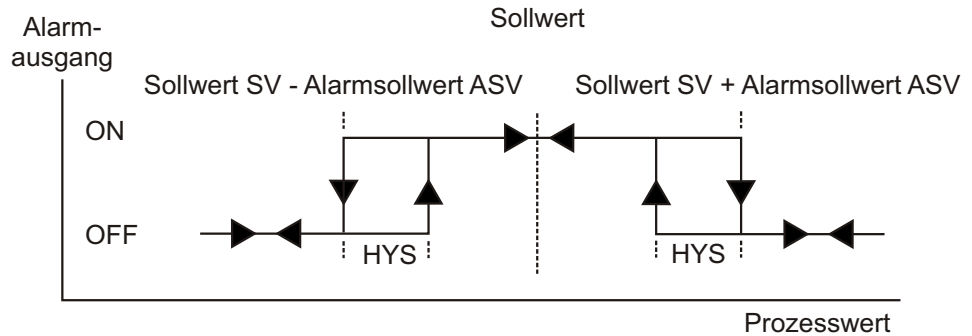 Sollwert
Alarm-
ausgang
Sollwert SV - Alarmsollwert ASV
Sollwert SV + Alarmsollwert ASV
ON
OFF
HYS
HYS
Prozesswert